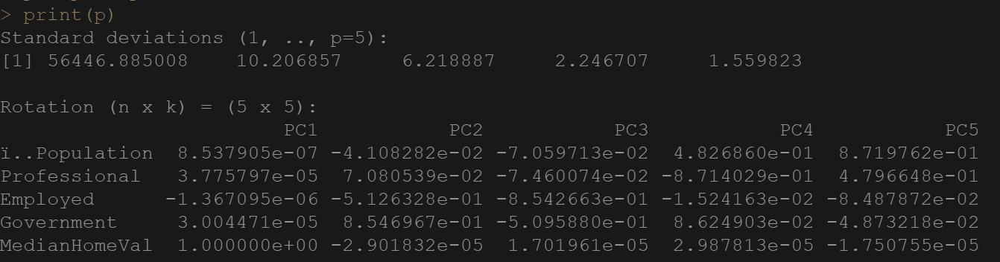 > print(p)
Standard deviations (1, .., p=5):
[1] 56446.885008    10.206857     6.218887     2.246707     1.559823
Rotation (n x k) = (5 x 5):
                        PC1           PC2           PC3           PC4           PC5
ï..Population  8.537905e-07 -4.108282e-02 -7.059713e-02  4.826860e-01  8.719762e-01
Professional   3.775797e-05  7.080539e-02 -7.460074e-02 -8.714029e-01  4.796648e-01
Employed      -1.367095e-06 -5.126328e-01 -8.542663e-01 -1.524163e-02 -8.487872e-02
Government     3.004471e-05  8.546967e-01 -5.095880e-01  8.624903e-02 -4.873218e-02
MedianHomeVal  1.000000e+00 -2.901832e-05  1.701961e-05  2.987813e-05 -1.750755e-05